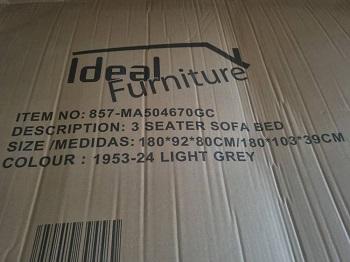 Ideal
Furniture
ITEM NO: 857-MA504670GC
DESCRIPTION: 3 SEATER SOFA BED
SIZE/MEDIDAS: 180*92*80CM/180*103*39CM
COLOUR : 1953-24 LIGHT GREY